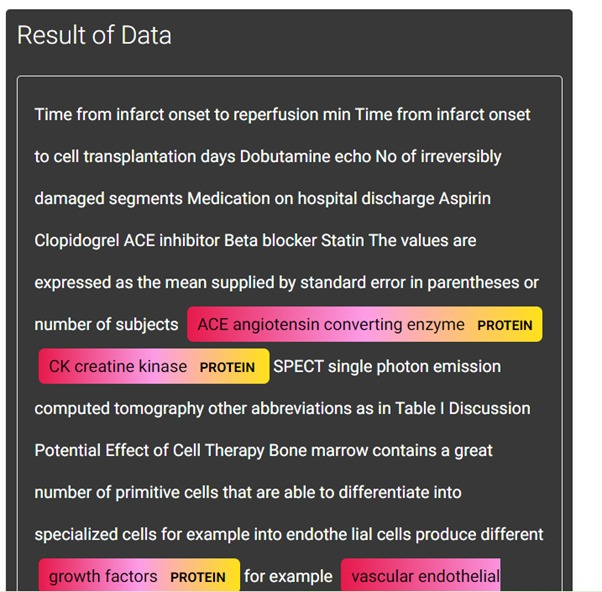 Result of Data
Time from infarct onset to reperfusion min Time from infarct onset
to cell transplantation days Dobutamine echo No of irreversibly
damaged segments Medication on hospital discharge Aspirin
Clopidogrel ACE inhibitor Beta blocker Statin The values are
expressed as the mean supplied by standard error in parentheses or
number of subjects ACE angiotensin converting enzyme PROTEIN
CK creatine kinase PROTEIN SPECT single photon emission
computed tomography other abbreviations as in Table I Discussion
Potential Effect of Cell Therapy Bone marrow contains a great
number of primitive cells that are able to differentiate into
specialized cells for example into endothe lial cells produce different
growth factors PROTEIN for example vascular endothelial